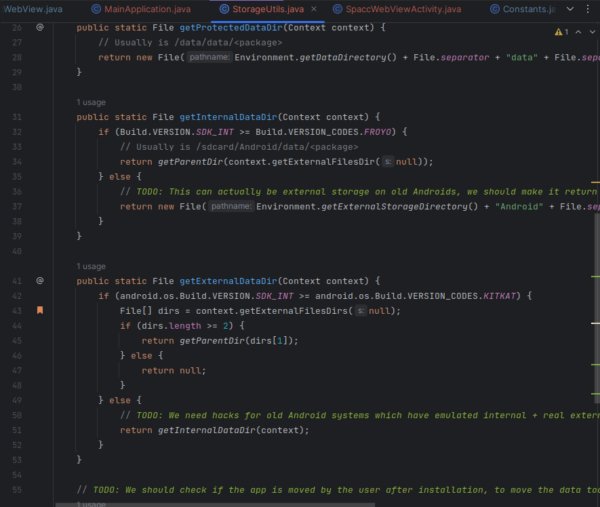 WebView.java MainApplication.java StorageUtils.java SpaccWebViewActivity.java Constants.ja
26 @ public static File getProtectedDataDir(Context context) { 1
27 // Usually is /data/data/<package>
28 return new File( pathname: Environment.getDataDirectory() + File.separator + "data" + File.sep
29 }
30
1 usage
31 public static File getInternalDataDir(Context context) {
32 if (Build.VERSION.SDK_INT >= Build.VERSION_CODES.FROYO) {
33 // Usually is /sdcard/Android/data/<package>
34 return getParentDir(context.getExternalFilesDir( s: null));
35 } else {
36 // TODO: This can actually be external storage on old Androids, we should make it return
37 return new File( pathname: Environment.getExternalStorageDirectory() + "Android" + File.sep
38 }
39 }
40
1 usage
41 @ public static File getExternalDataDir(Context context) {
42 if (android.os.Build.VERSION.SDK_INT >= android.os.Build.VERSION_CODES.KITKAT) {
43 File[] dirs = context.getExternalFilesDirs( s: null);
44 if (dirs.length >= 2) {
45 return getParentDir(dirs[1]);
46 } else {
47 return null;
48 }
49 } else {
50 // TODO: We need hacks for old Android systems which have emulated internal + real extern
51 return getInternalDataDir(context);
52 }
53 }
54
55 // TODO: We should check if the app is moved by the user after installation, to move the data too
1 usage